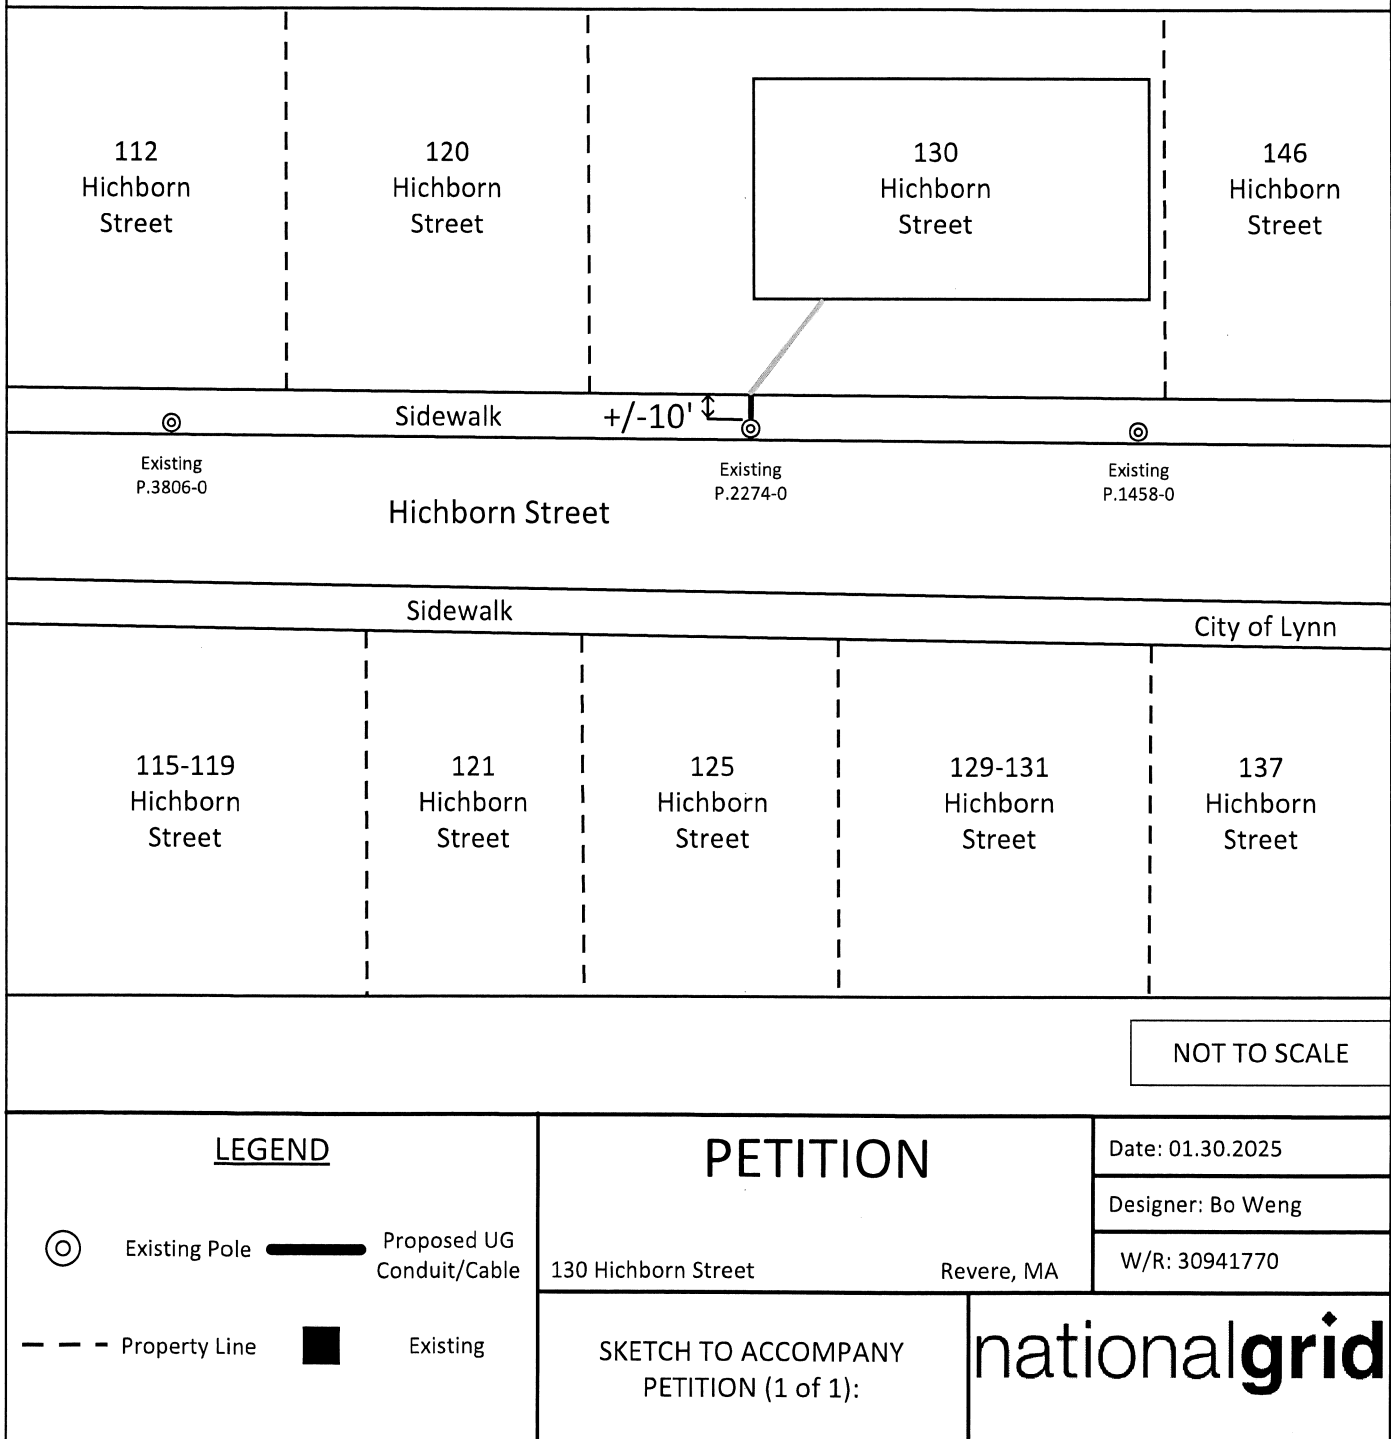 112
Hichborn
Street
120
Hichborn
Street
130
Hichborn
Street
146
Hichborn
Street
Sidewalk
+/-10'
Existing
P.3806-0
Existing
P.2274-0
Existing
P.1458-0
Hichborn Street
Sidewalk
City of Lynn
115-119
Hichborn
Street
121
Hichborn
Street
125
Hichborn
Street
129-131
Hichborn
Street
137
Hichborn
Street
NOT TO SCALE
LEGEND
Existing Pole
Proposed UG
Conduit/Cable
Property Line
Existing
PETITION
130 Hichborn Street
Revere, MA
Date: 01.30.2025
Designer: Bo Weng
W/R: 30941770
SKETCH TO ACCOMPANY
PETITION (1 of 1):
nationalgrid